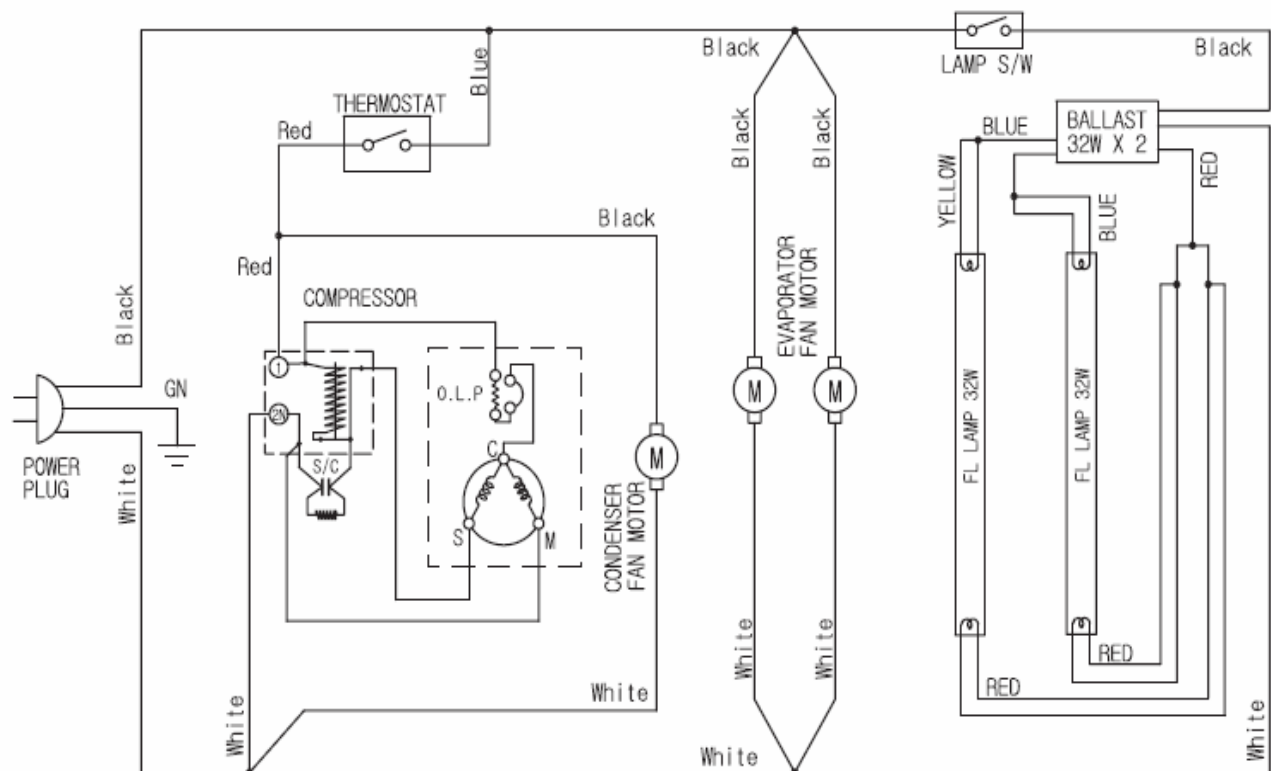 Black
LAMP S/W
Black
Blue
THERMOSTAT
Red
Black
Black
BLUE
BALLAST
32W X 2
RED
YELLOW
BLUE
Black
Red
EVAPORATOR
FAN MOTOR
Black
COMPRESSOR
1
O.L.P
M
M
FL LAMP 32W
FL LAMP 32W
GN
2N
POWER
PLUG
S/C
C
M
S
M
CONDENSER
FAN MOTOR
White
White
White
RED
RED
White
White
White
White